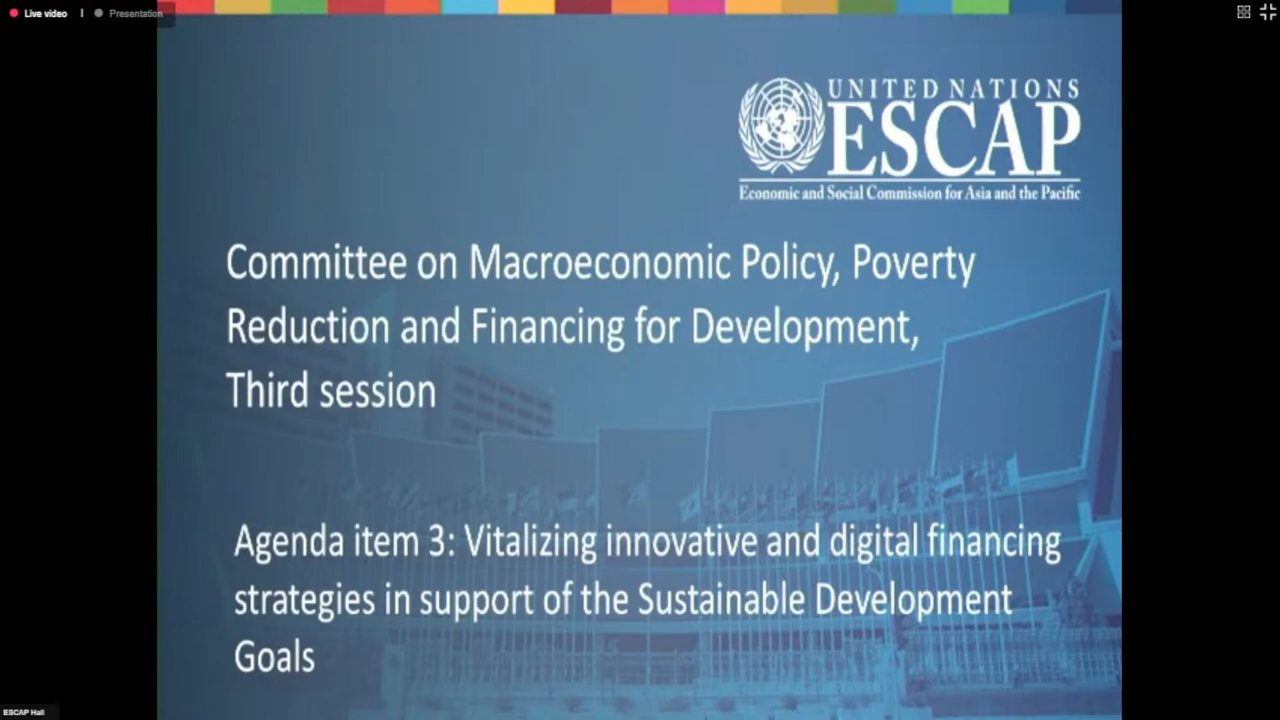 Live video
Presentation
UNITED NATIONS
ESCAP
Economic and Social Commission for Asia and the Pacific
Committee on Macroeconomic Policy, Poverty
Reduction and Financing for Development,
Third session
Agenda item 3: Vitalizing innovative and digital financing
strategies in support of the Sustainable Development
Goals
ESCAP Hall